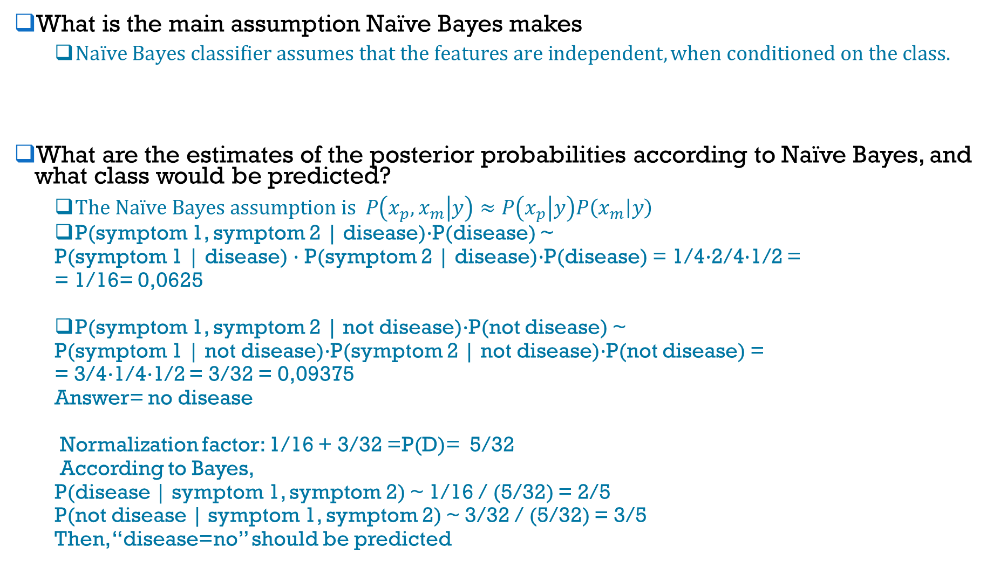 ❑What is the main assumption Naïve Bayes makes
❑Naïve Bayes classifier assumes that the features are independent, when conditioned on the class.
❑What are the estimates of the posterior probabilities according to Naïve Bayes, and
what class would be predicted?
❑The Naïve Bayes assumption is P(xₚ, xₘ|y) ≈ P(xₚ|y)P(xₘ|y)
❑P(symptom 1, symptom 2 | disease)·P(disease) ~
P(symptom 1 | disease) · P(symptom 2 | disease)·P(disease) = 1/4·2/4·1/2 =
= 1/16= 0,0625
❑P(symptom 1, symptom 2 | not disease)·P(not disease) ~
P(symptom 1 | not disease)·P(symptom 2 | not disease)·P(not disease) =
= 3/4·1/4·1/2 = 3/32 = 0,09375
Answer= no disease
Normalization factor: 1/16 + 3/32 =P(D)= 5/32
According to Bayes,
P(disease | symptom 1, symptom 2) ~ 1/16 / (5/32) = 2/5
P(not disease | symptom 1, symptom 2) ~ 3/32 / (5/32) = 3/5
Then, “disease=no” should be predicted